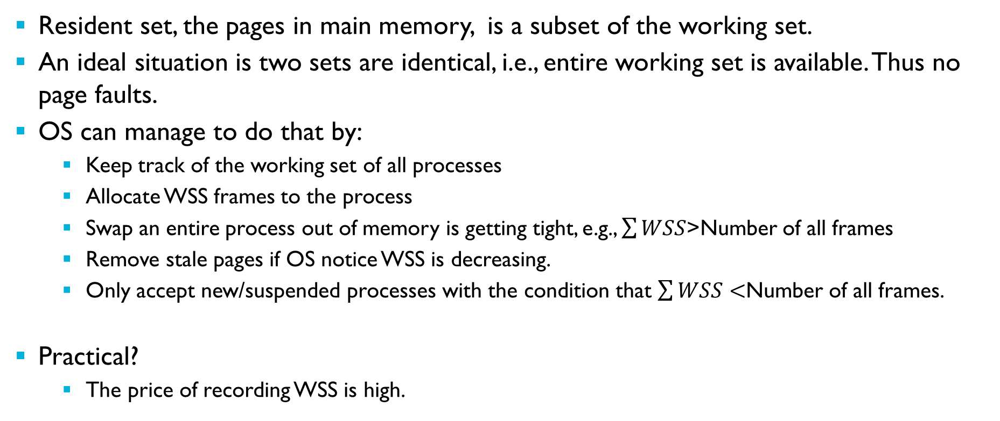 Resident set, the pages in main memory,  is a subset of the working set.
An ideal situation is two sets are identical, i.e., entire working set is available. Thus no
page faults.
OS can manage to do that by:
Keep track of the working set of all processes
Allocate WSS frames to the process
Swap an entire process out of memory is getting tight, e.g., ∑ 𝑊𝑆𝑆>Number of all frames
Remove stale pages if OS notice WSS is decreasing.
Only accept new/suspended processes with the condition that ∑ 𝑊𝑆𝑆 <Number of all frames.
Practical?
The price of recording WSS is high.